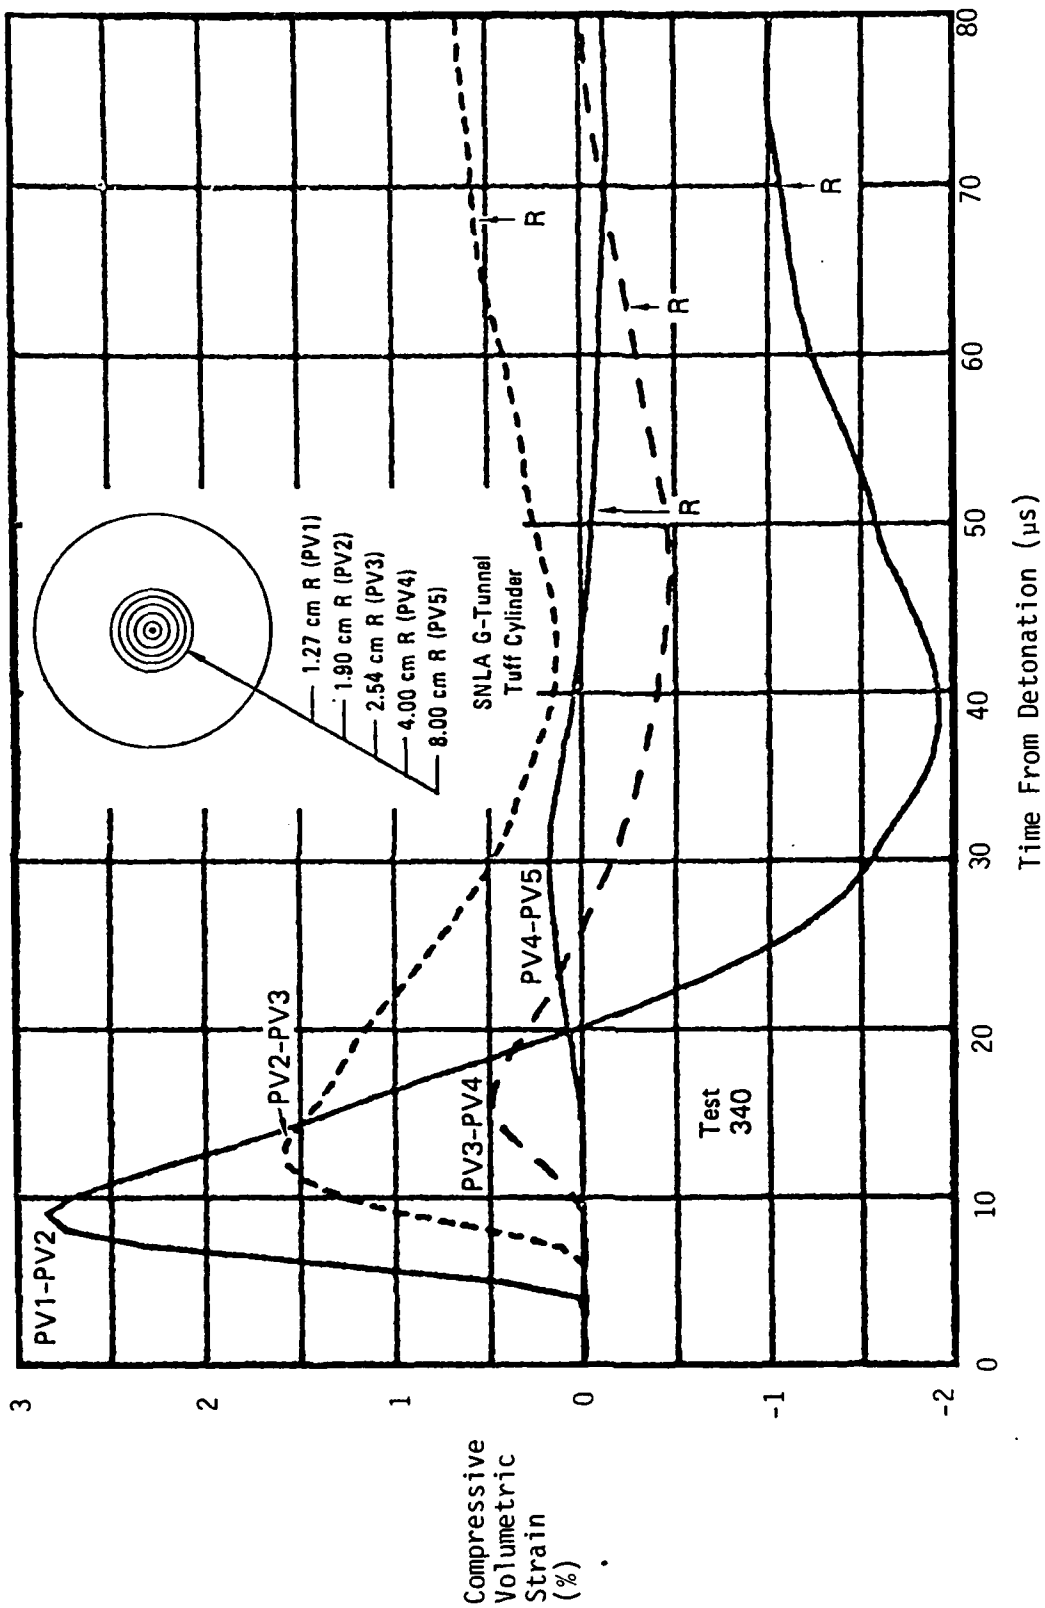 3
2
1
0
-1
-2
Compressive
Volumetric
Strain
(%)
0
10
20
30
40
50
60
70
80
Time From Detonation (µs)
PV1-PV2
PV2-PV3
PV3-PV4
PV4-PV5
1.27 cm R (PV1)
1.90 cm R (PV2)
2.54 cm R (PV3)
4.00 cm R (PV4)
8.00 cm R (PV5)
SNLA G-Tunnel
Tuff Cylinder
Test
340
R
R
R
R